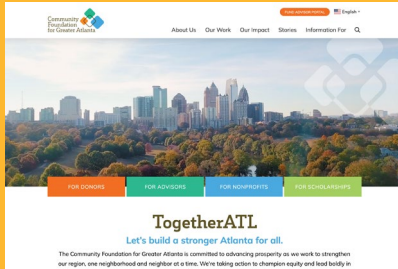 Community
Foundation
for Greater Atlanta
English
About Us Our Work Our Impact Stories Information For
FOR DONORS FOR ADVISORS FOR NONPROFITS FOR SCHOLARSHIPS
TogetherATL
Let's build a stronger Atlanta for all.
The Community Foundation for Greater Atlanta is committed to advancing prosperity as we work to strengthen
our region, one neighborhood and neighbor at a time. We're taking action to champion equity and lead boldly in